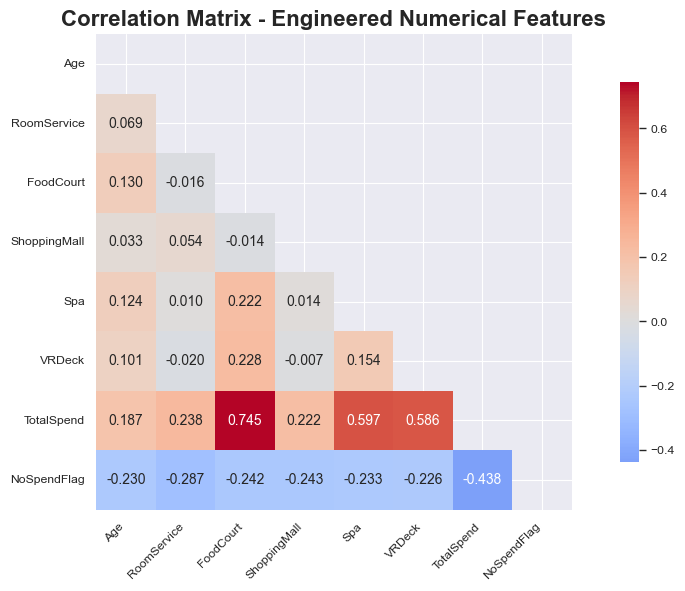 Correlation Matrix - Engineered Numerical Features
Age
RoomService 0.069
FoodCourt 0.130 -0.016
ShoppingMall 0.033 0.054 -0.014
Spa 0.124 0.010 0.222 0.014
VRDeck 0.101 -0.020 0.228 -0.007 0.154
TotalSpend 0.187 0.238 0.745 0.222 0.597 0.586
NoSpendFlag -0.230 -0.287 -0.242 -0.243 -0.233 -0.226 -0.438
Age RoomService FoodCourt ShoppingMall Spa VRDeck TotalSpend NoSpendFlag
0.6
0.4
0.2
0.0
−0.2
−0.4